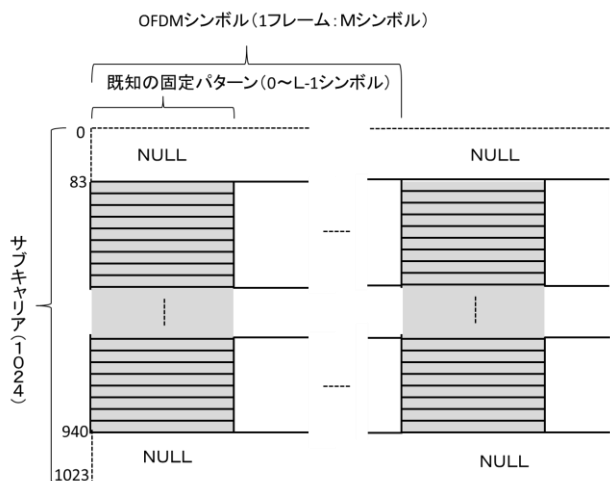 OFDMシンボル(1フレーム:Mシンボル)
既知の固定パターン(0～L-1シンボル)
0
NULL
NULL
83
サブキャリア(1024)
940
NULL
NULL
1023